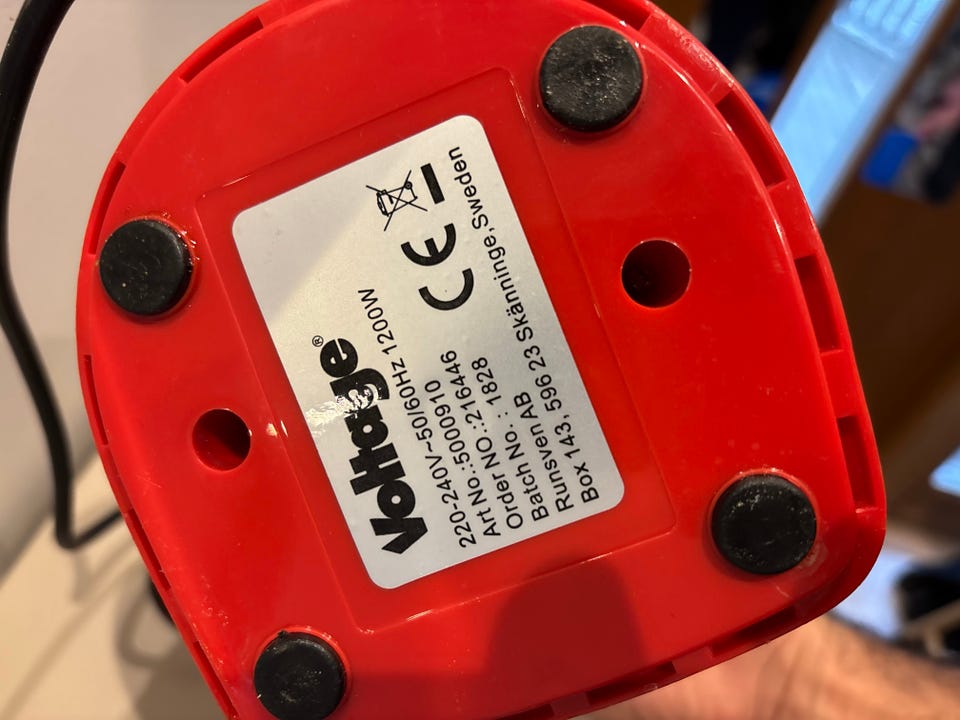 Voltage®
220-240V~50/60Hz 1200W
Art No.:5000910
Order NO.:216446
Batch No. : 1828
Runsven AB
Box 143, 596 23 Skänninge,Sweden
CE